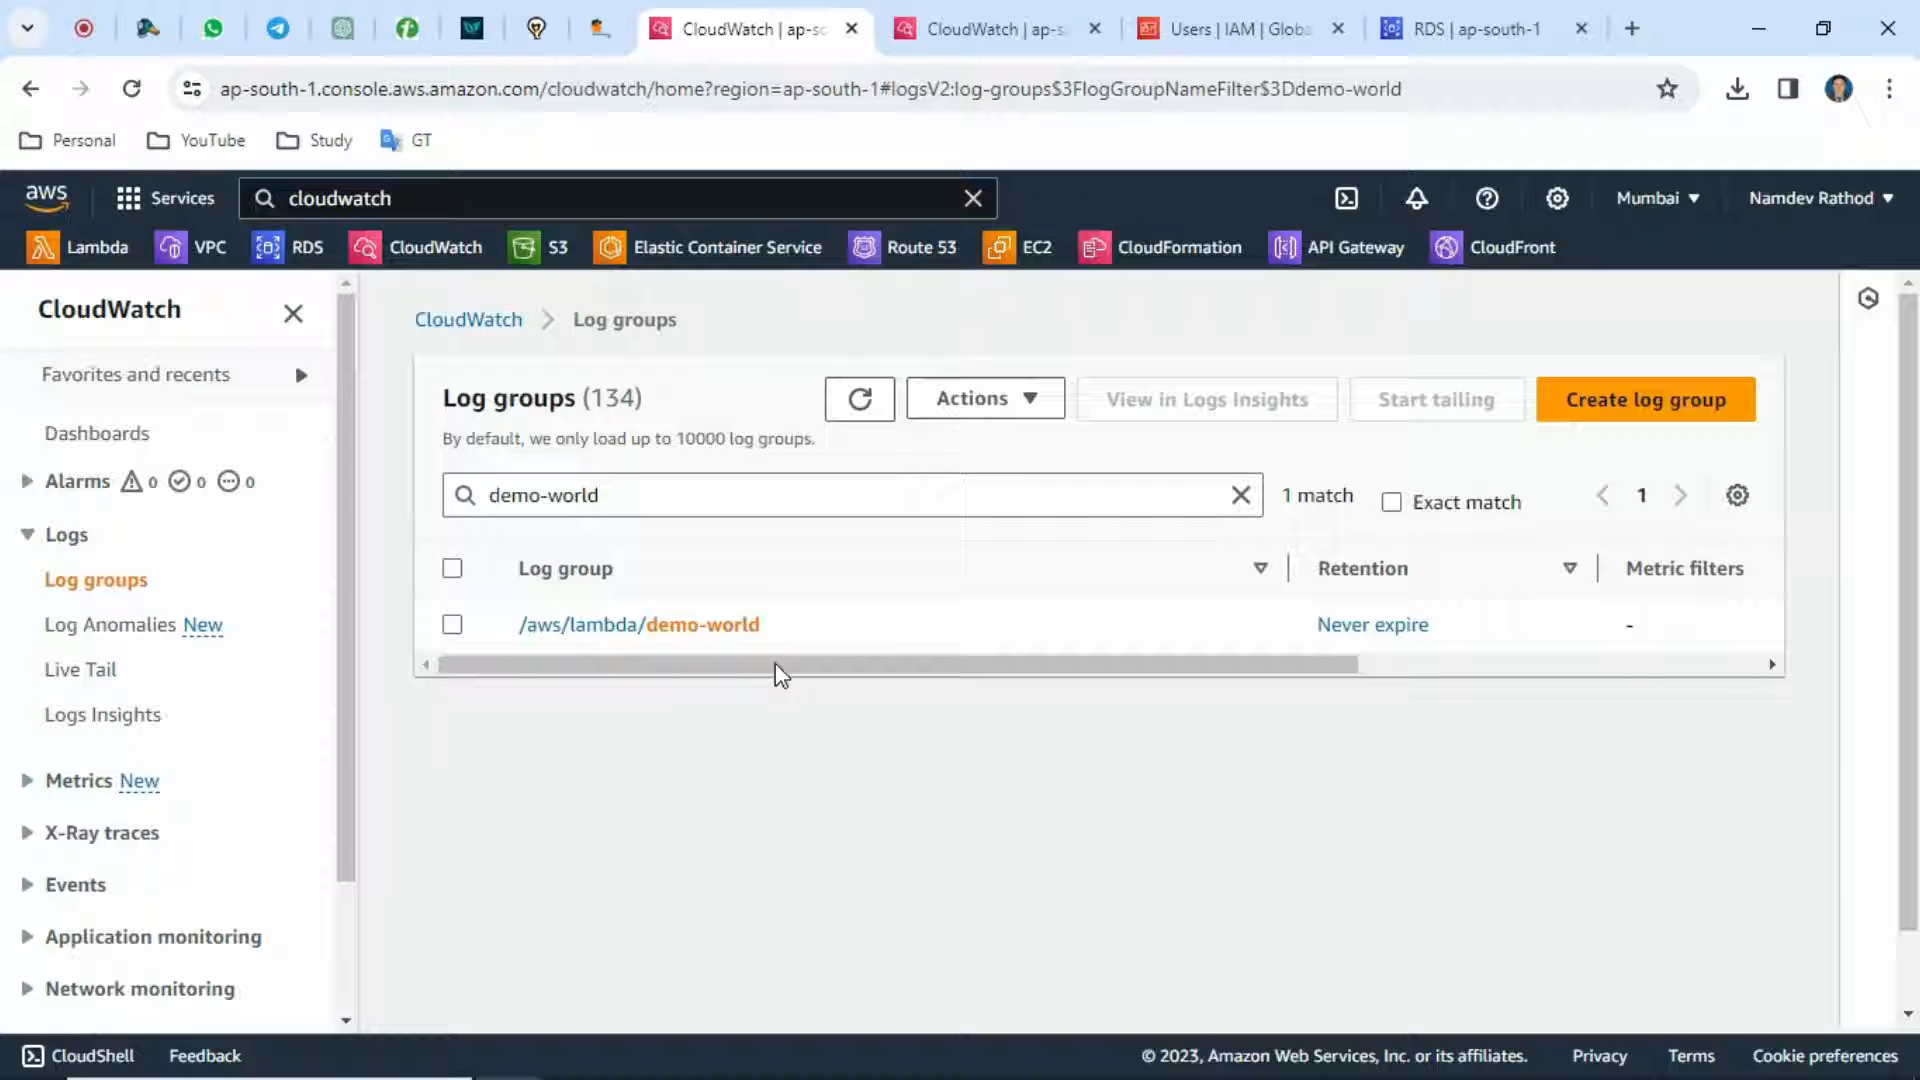 CloudWatch | ap-sc
CloudWatch | ap-s
Users | IAM | Globa
RDS | ap-south-1
ap-south-1.console.aws.amazon.com/cloudwatch/home?region=ap-south-1#logsV2:log-groups$3FlogGroupNameFilter$3Ddemo-world
Personal
YouTube
Study
GT
aws
Services
cloudwatch
Mumbai
Namdev Rathod
Lambda
VPC
RDS
CloudWatch
S3
Elastic Container Service
Route 53
EC2
CloudFormation
API Gateway
CloudFront
CloudWatch
Favorites and recents
Dashboards
Alarms 0 0 0
Logs
Log groups
Log Anomalies New
Live Tail
Logs Insights
Metrics New
X-Ray traces
Events
Application monitoring
Network monitoring
CloudWatch
Log groups
Log groups (134)
Actions
View in Logs Insights
Start tailing
Create log group
By default, we only load up to 10000 log groups.
demo-world
1 match
Exact match
1
Log group
Retention
Metric filters
/aws/lambda/demo-world
Never expire
-
CloudShell
Feedback
© 2023, Amazon Web Services, Inc. or its affiliates.
Privacy
Terms
Cookie preferences